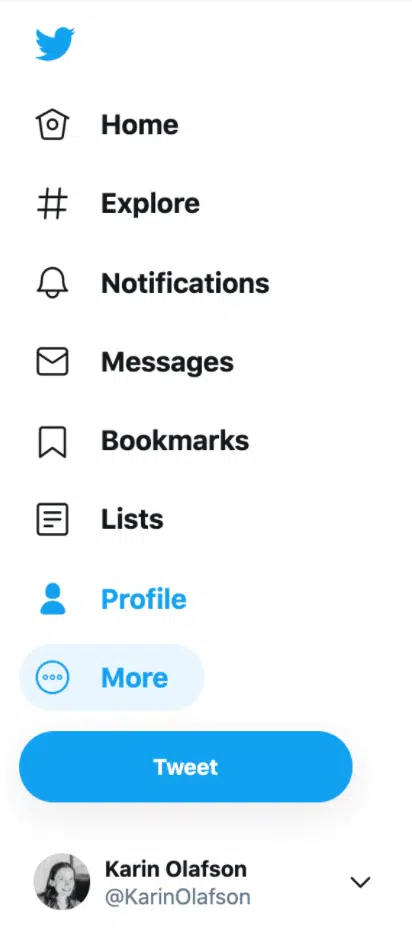 Home
Explore
Notifications
Messages
Bookmarks
Lists
Profile
More
Tweet
Karin Olafson
@KarinOlafson